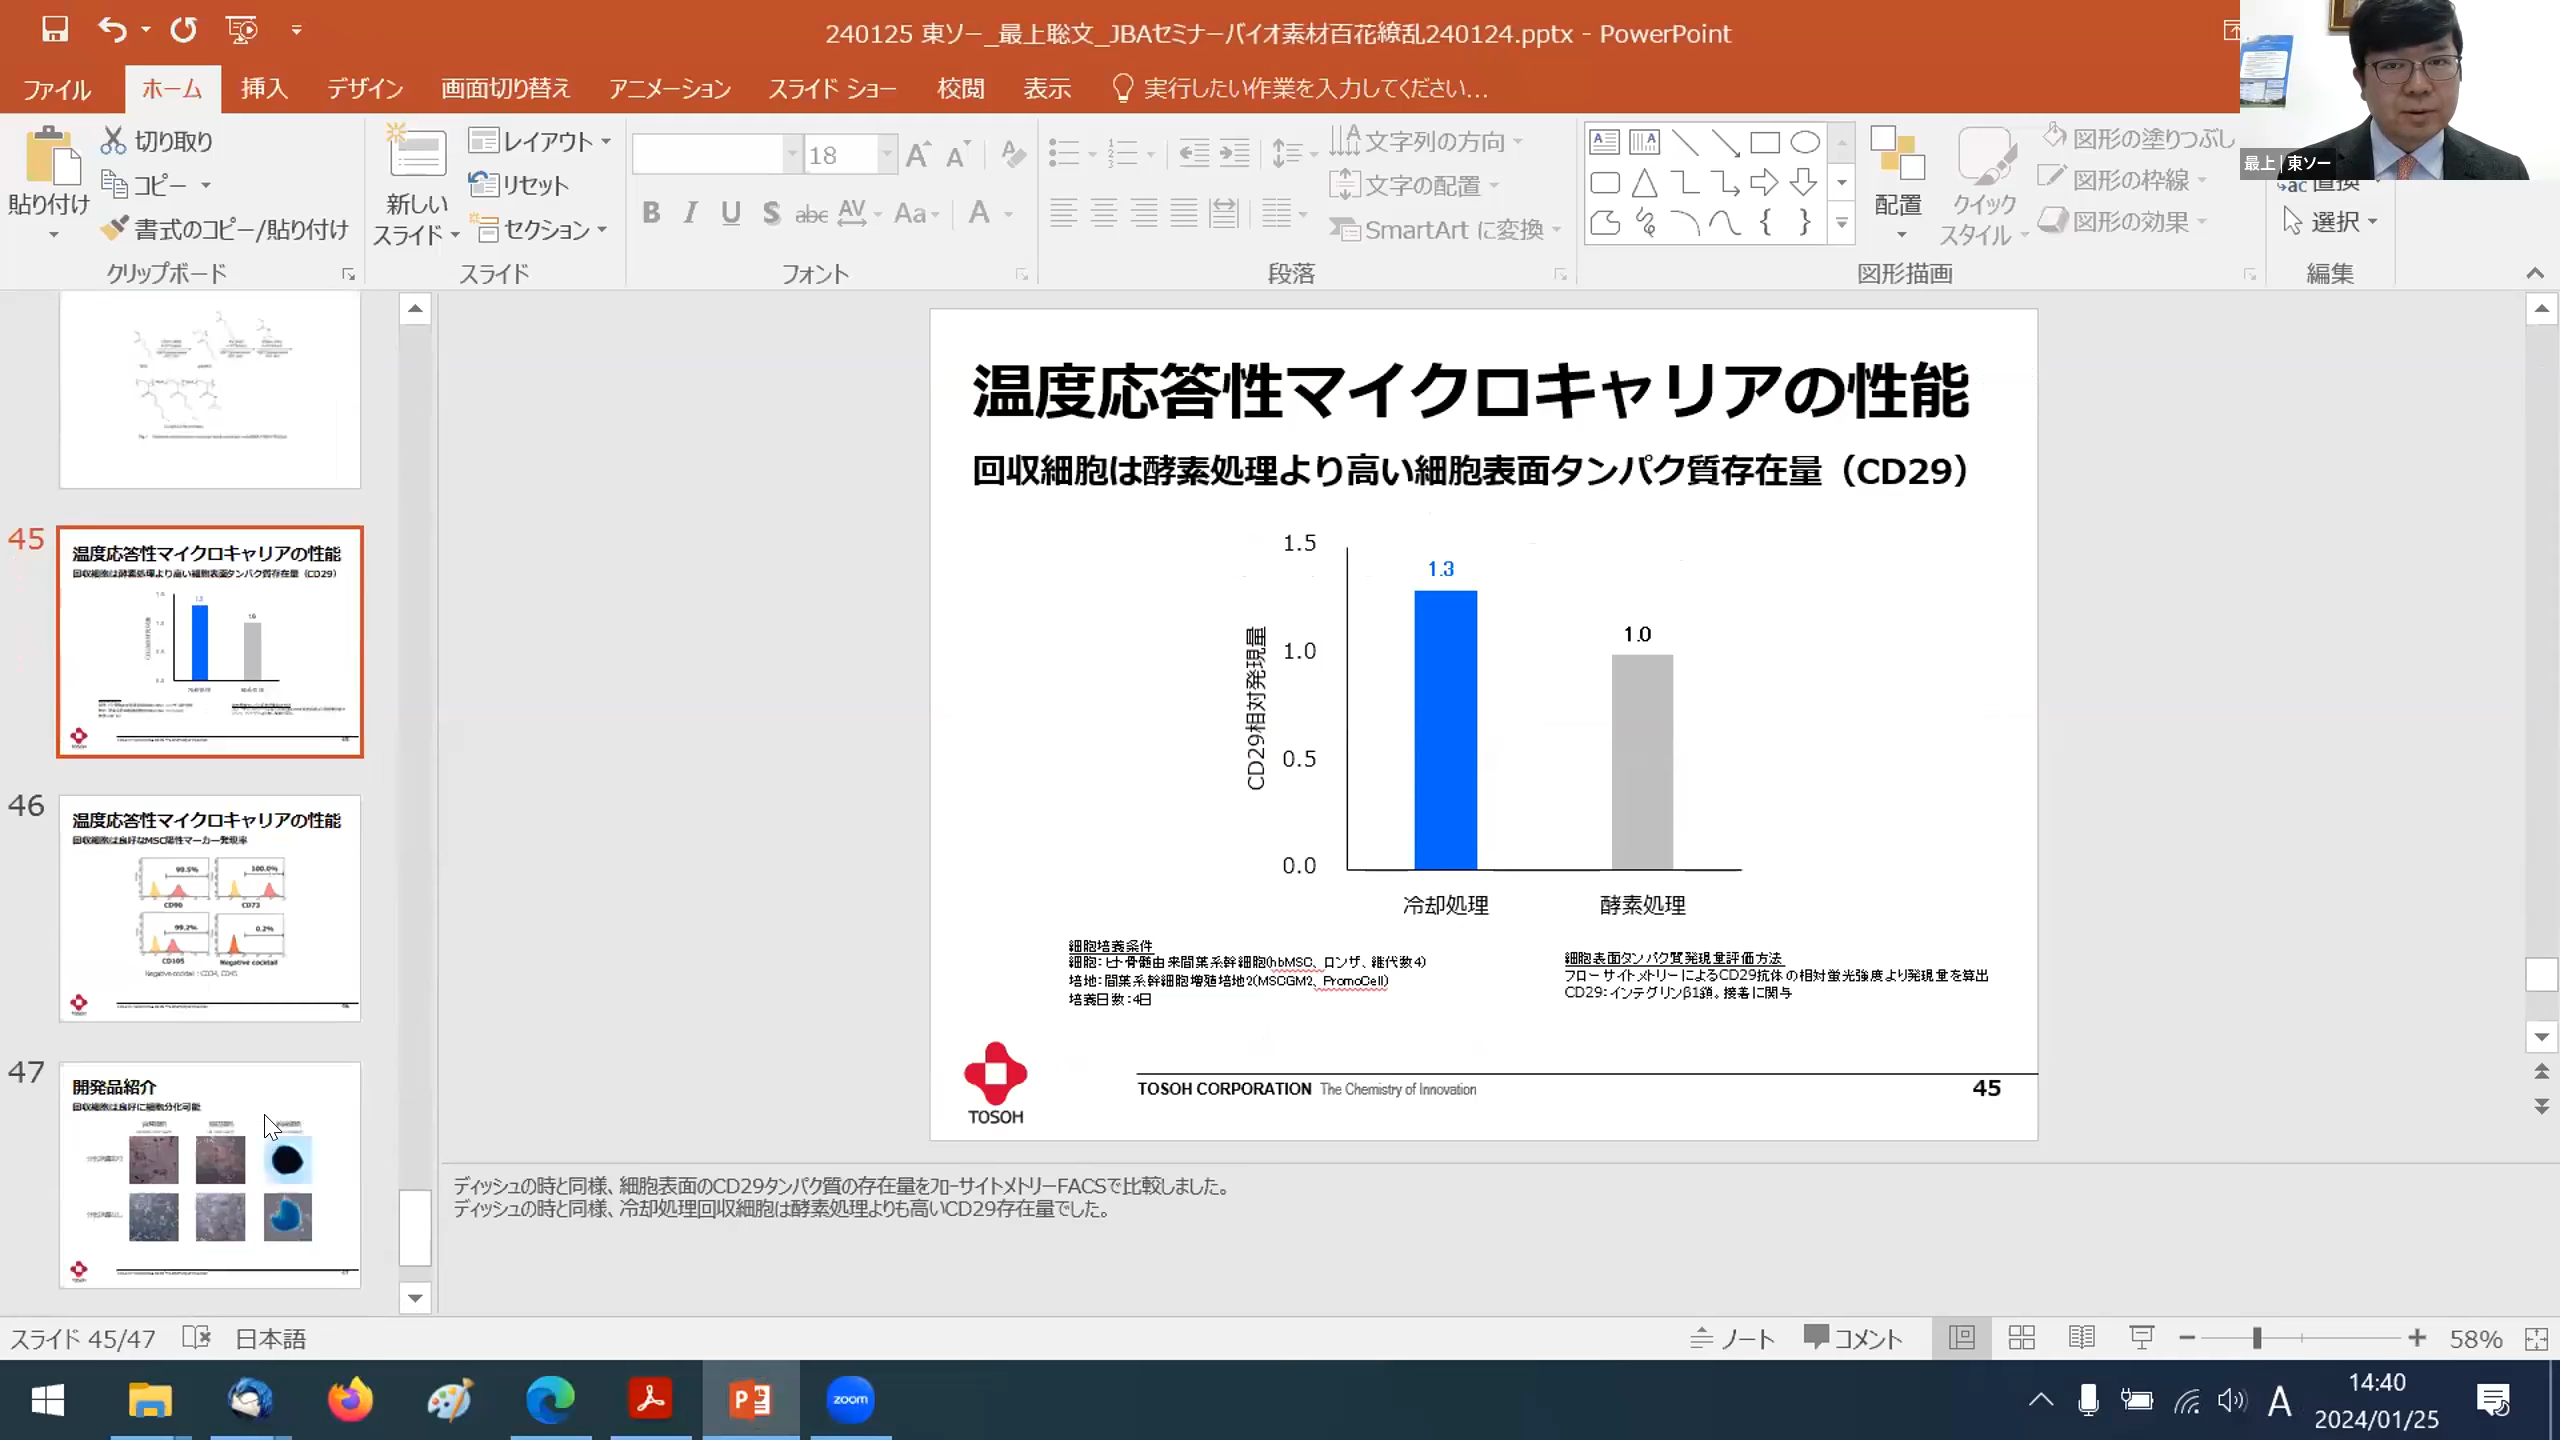 240125 東ソー_最上聡文_JBAセミナーバイオ素材百花繚乱240124.pptx - PowerPoint
ファイル ホーム 挿入 デザイン 画面切り替え アニメーション スライド ショー 校閲 表示 実行したい作業を入力してください...
貼り付け
切り取り
コピー
書式のコピー/貼り付け
クリップボード
新しい
スライド
レイアウト
リセット
セクション
スライド
18
フォント
文字列の方向
文字の配置
SmartArt に変換
段落
配置
クイック
スタイル
図形の塗りつぶし
図形の枠線
図形の効果
図形描画
置換
選択
編集
最上 | 東ソー
45
温度応答性マイクロキャリアの性能
回収細胞は酵素処理より高い細胞表面タンパク質存在量（CD29）
46
温度応答性マイクロキャリアの性能
回収細胞は良好なMSC陽性マーカー発現率
99.5%
100.0%
CD90
CD73
99.2%
0.2%
CD105
Negative cocktail
47
開発品紹介
回収細胞は良好に細胞分化可能
温度応答性マイクロキャリアの性能
回収細胞は酵素処理より高い細胞表面タンパク質存在量（CD29）
CD29相対発現量
1.5
1.0
0.5
0.0
1.3
1.0
冷却処理
酵素処理
細胞培養条件
細胞：ヒト骨髄由来間葉系幹細胞(hbMSC、ロンザ、継代数4)
培地：間葉系幹細胞増殖培地2(MSCGM2、PromoCell)
培養日数：4日
細胞表面タンパク質発現量評価方法
フローサイトメトリーによるCD29抗体の相対蛍光強度より発現量を算出
CD29：インテグリンβ1鎖。接着に関与
TOSOH
TOSOH CORPORATION The Chemistry of Innovation
45
ディッシュの時と同様、細胞表面のCD29タンパク質の存在量をフローサイトメトリーFACSで比較しました。
ディッシュの時と同様、冷却処理回収細胞は酵素処理よりも高いCD29存在量でした。
スライド 45/47 日本語
ノート コメント 58%
zoom
A
14:40
2024/01/25